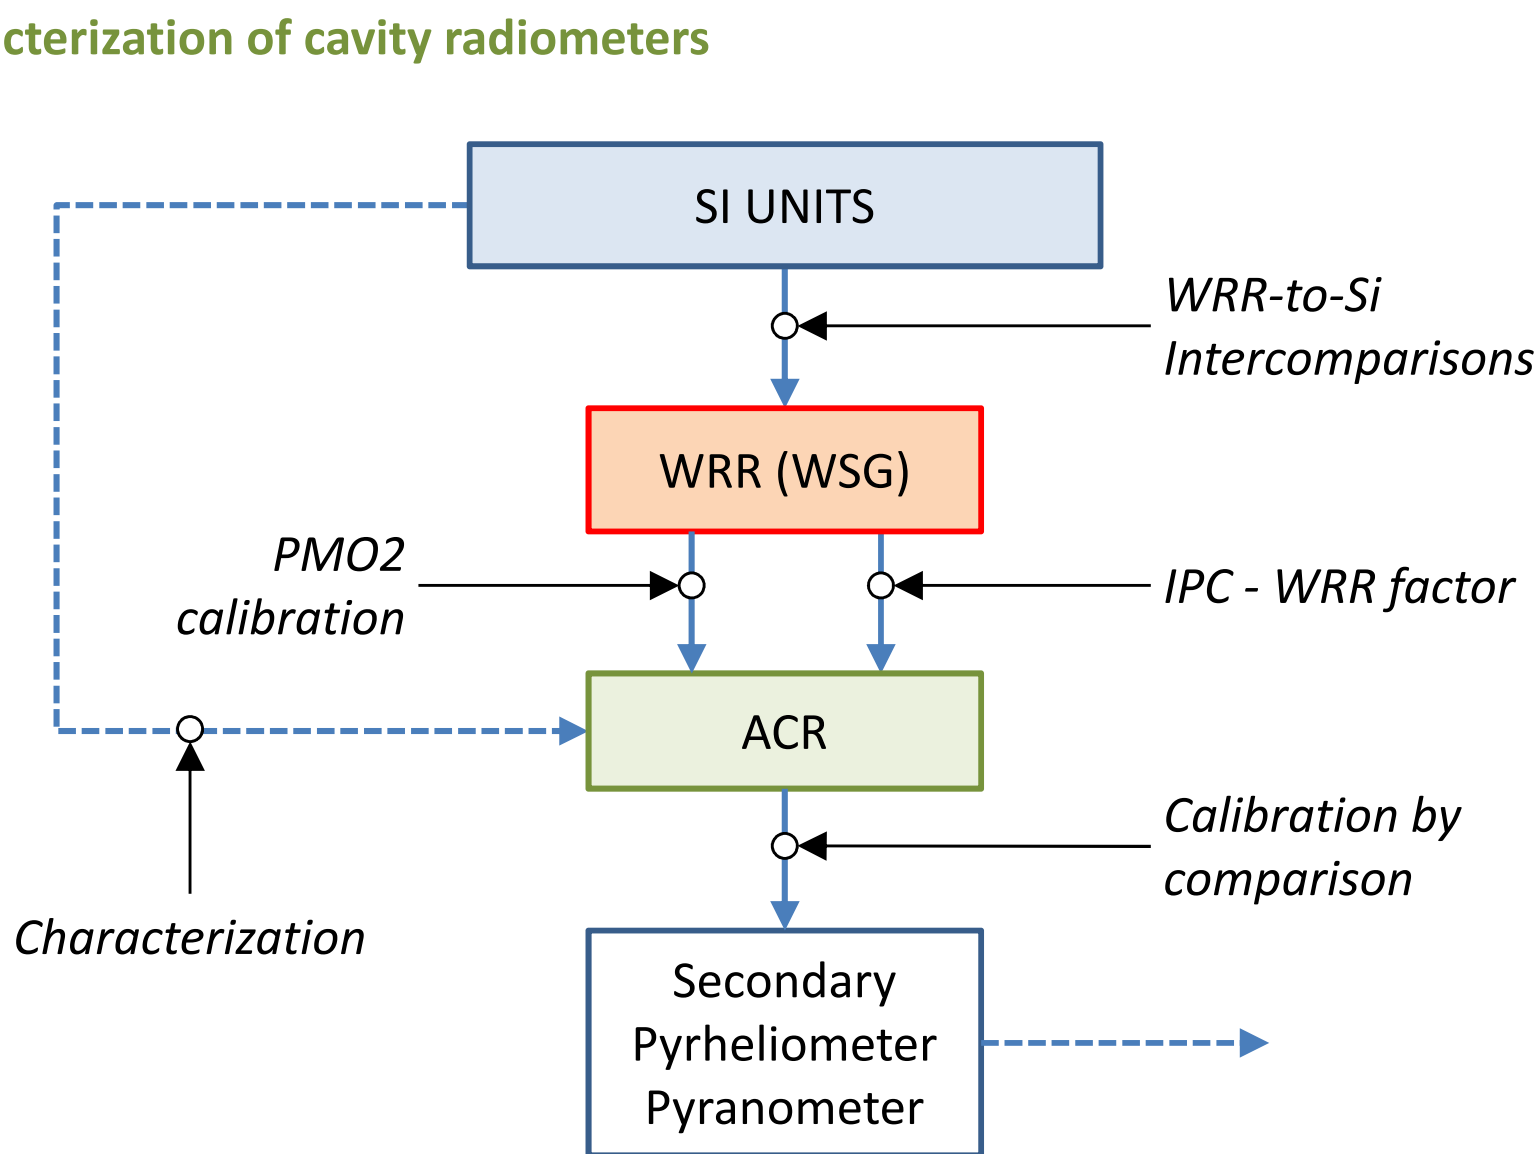 cterization of cavity radiometers
SI UNITS
WRR-to-Si
Intercomparisons
WRR (WSG)
PMO2
calibration
IPC - WRR factor
ACR
Calibration by
comparison
Characterization
Secondary
Pyrheliometer
Pyranometer